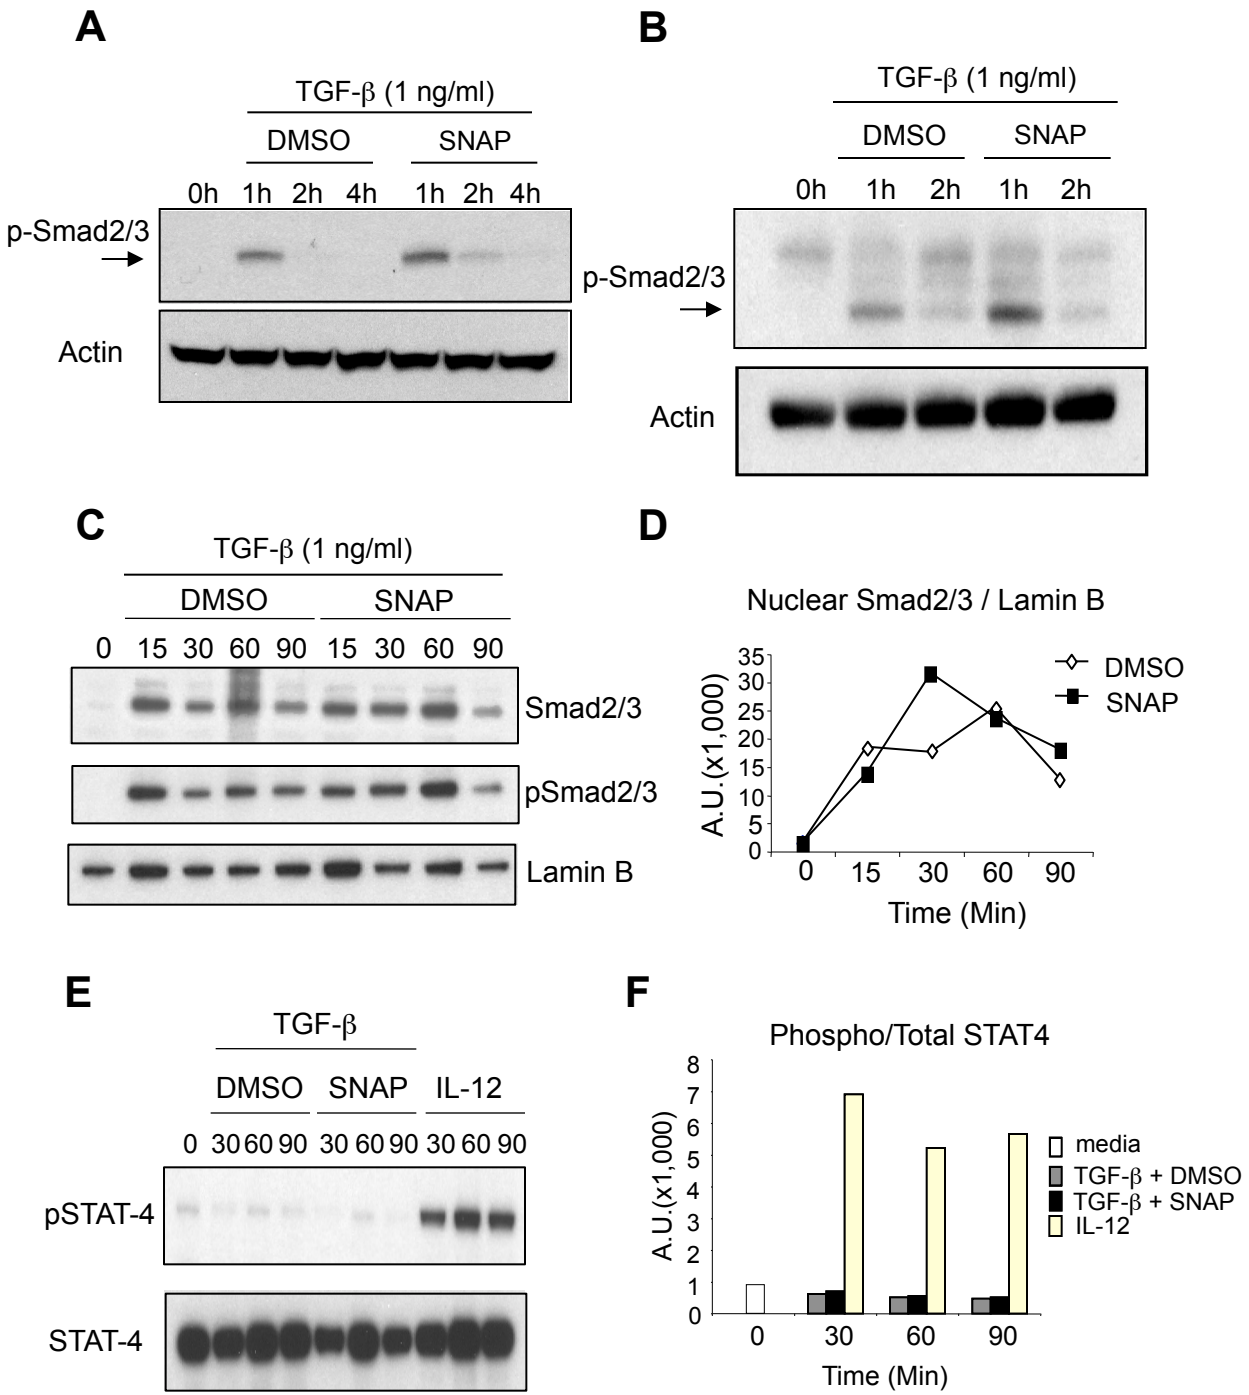 A
TGF-β (1 ng/ml)
DMSO SNAP
0h 1h 2h 4h 1h 2h 4h
p-Smad2/3
Actin
B
TGF-β (1 ng/ml)
DMSO SNAP
0h 1h 2h 1h 2h
p-Smad2/3
Actin
C
TGF-β (1 ng/ml)
DMSO SNAP
0 15 30 60 90 15 30 60 90
Smad2/3
pSmad2/3
Lamin B
D
Nuclear Smad2/3 / Lamin B
DMSO
SNAP
A.U.(x1,000)
35
30
25
20
15
10
5
0
0 15 30 60 90
Time (Min)
E
TGF-β
DMSO SNAP IL-12
0 30 60 90 30 60 90 30 60 90
pSTAT-4
STAT-4
F
Phospho/Total STAT4
A.U.(x1,000)
8
7
6
5
4
3
2
1
0
media
TGF-β + DMSO
TGF-β + SNAP
IL-12
0 30 60 90
Time (Min)